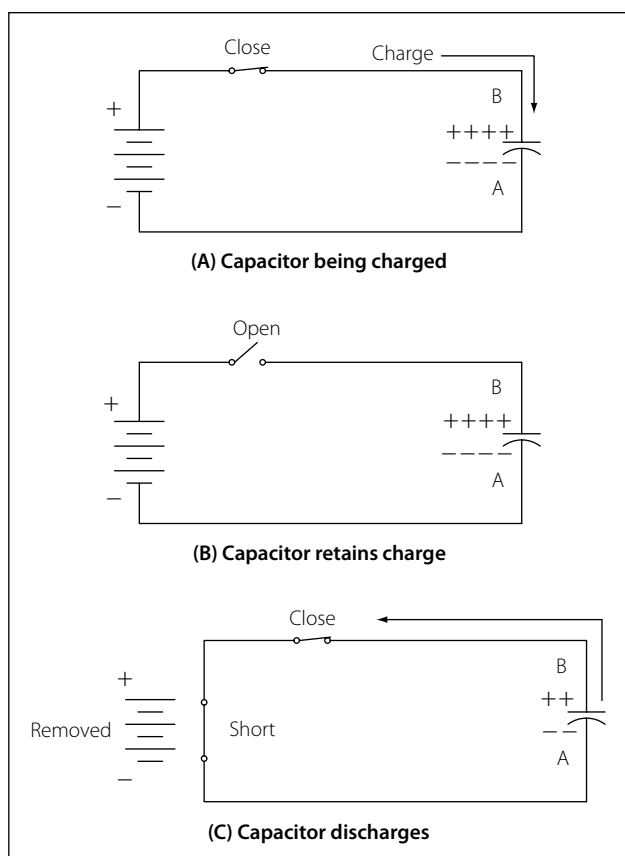 Close
Charge
B
+
++++
−−−−
−
A
(A) Capacitor being charged
Open
B
+
++++
−−−−
−
A
(B) Capacitor retains charge
Close
B
+
++
Removed
Short
−−
−
A
(C) Capacitor discharges